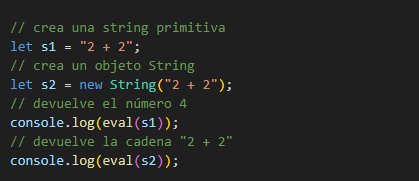 // crea una string primitiva
let s1 = "2 + 2";
// crea un objeto String
let s2 = new String("2 + 2");
// devuelve el número 4
console.log(eval(s1));
// devuelve la cadena "2 + 2"
console.log(eval(s2));